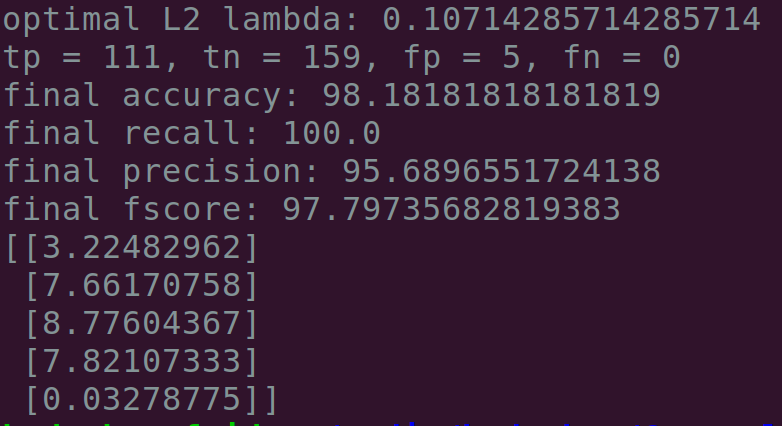 optimal L2 lambda: 0.10714285714285714
tp = 111, tn = 159, fp = 5, fn = 0
final accuracy: 98.18181818181819
final recall: 100.0
final precision: 95.6896551724138
final fscore: 97.79735682819383
[[3.22482962]
 [7.66170758]
 [8.77604367]
 [7.82107333]
 [0.03278775]]